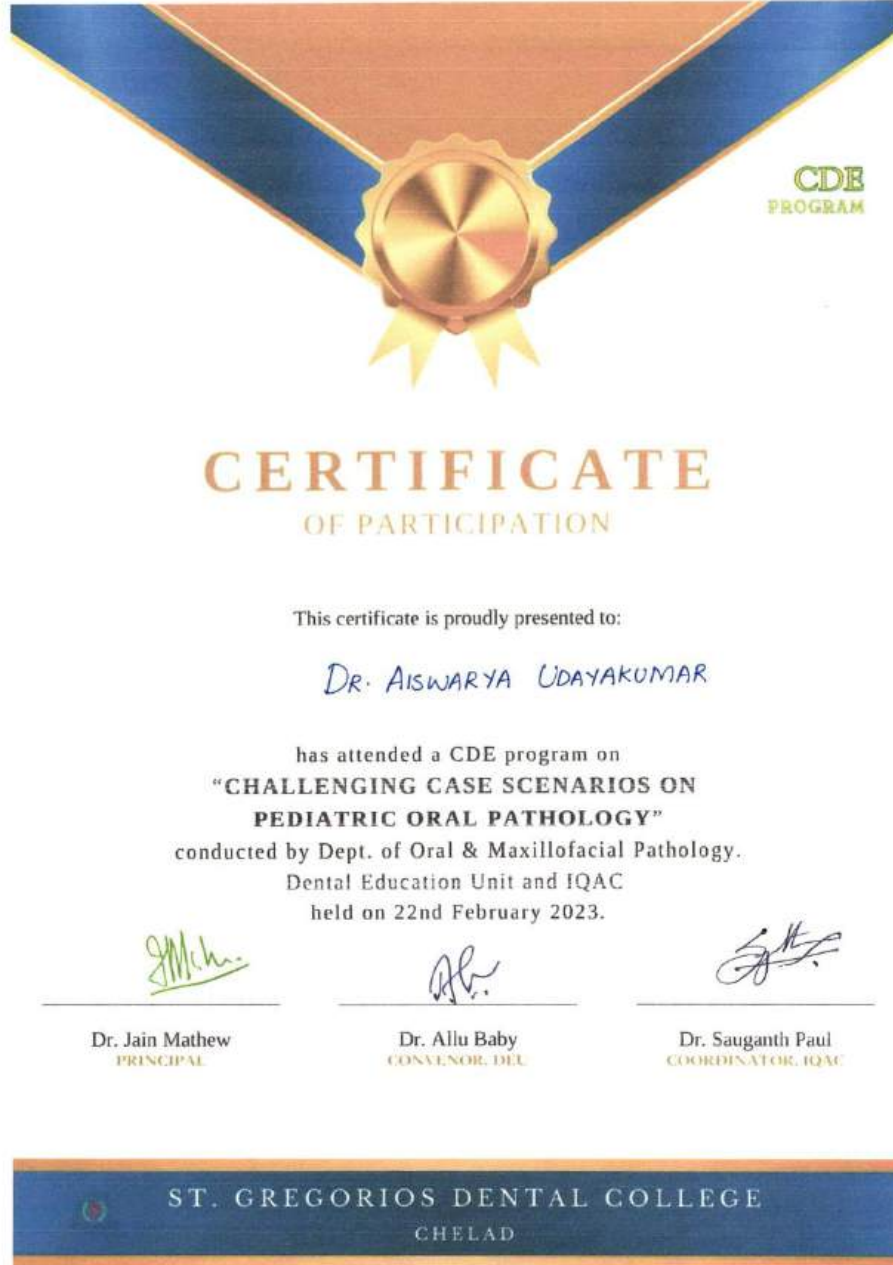 CDE
PROGRAM
CERTIFICATE
OF PARTICIPATION
This certificate is proudly presented to:
DR. AISWARYA UDAYAKUMAR
has attended a CDE program on
“CHALLENGING CASE SCENARIOS ON
PEDIATRIC ORAL PATHOLOGY”
conducted by Dept. of Oral & Maxillofacial Pathology.
Dental Education Unit and IQAC
held on 22nd February 2023.
Dr. Jain Mathew
PRINCIPAL
Dr. Allu Baby
CONVENOR, DEU
Dr. Sauganth Paul
COORDINATOR, IQAC
ST. GREGORIOS DENTAL COLLEGE
CHELAD